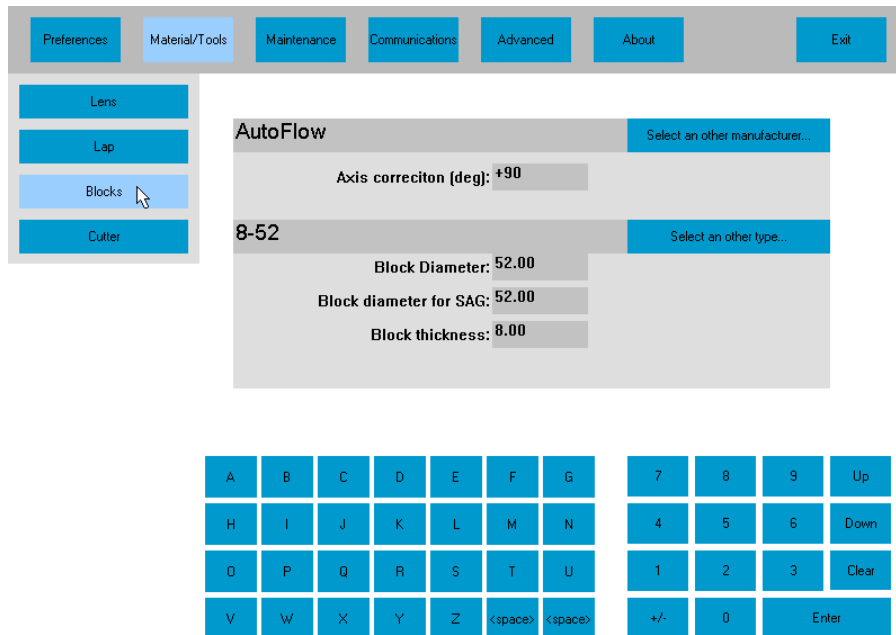 Preferences Material/Tools Maintenance Communications Advanced About Exit
Lens
Lap
Blocks
Cutter
AutoFlow Select an other manufacturer...
Axis correciton (deg): +90
8-52 Select an other type...
Block Diameter: 52.00
Block diameter for SAG: 52.00
Block thickness: 8.00
A B C D E F G 7 8 9 Up
H I J K L M N 4 5 6 Down
O P Q R S T U 1 2 3 Clear
V W X Y Z <space> <space> +/- 0 Enter